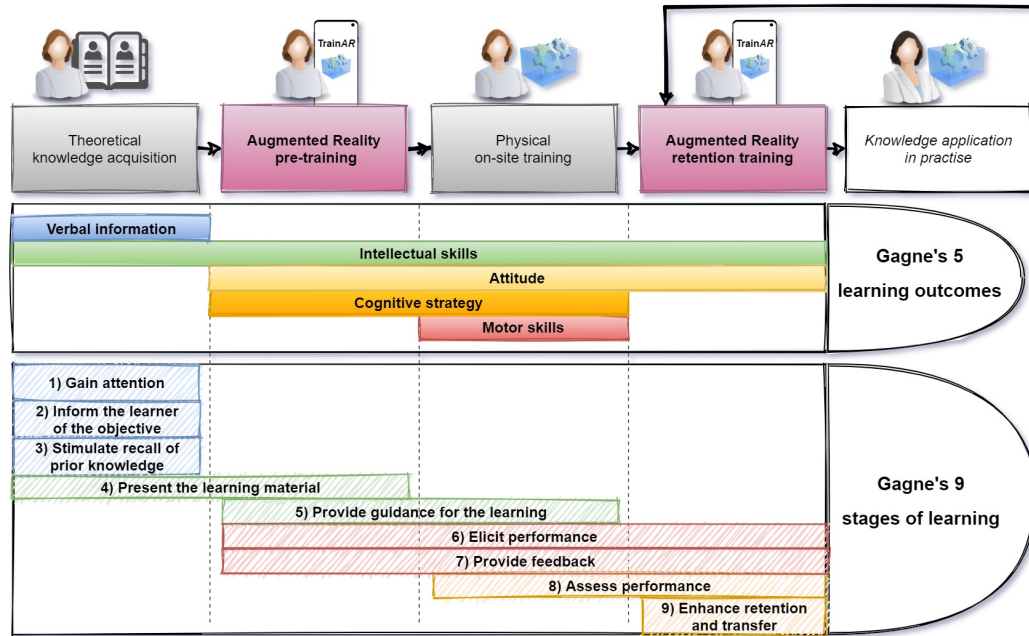 TrainAR
TrainAR
Theoretical
knowledge acquisition
Augmented Reality
pre-training
Physical
on-site training
Augmented Reality
retention training
Knowledge application
in practise
Verbal information
Intellectual skills
Attitude
Cognitive strategy
Motor skills
Gagne's 5
learning outcomes
1) Gain attention
2) Inform the learner
of the objective
3) Stimulate recall of
prior knowledge
4) Present the learning material
5) Provide guidance for the learning
6) Elicit performance
7) Provide feedback
8) Assess performance
9) Enhance retention
and transfer
Gagne's 9
stages of learning